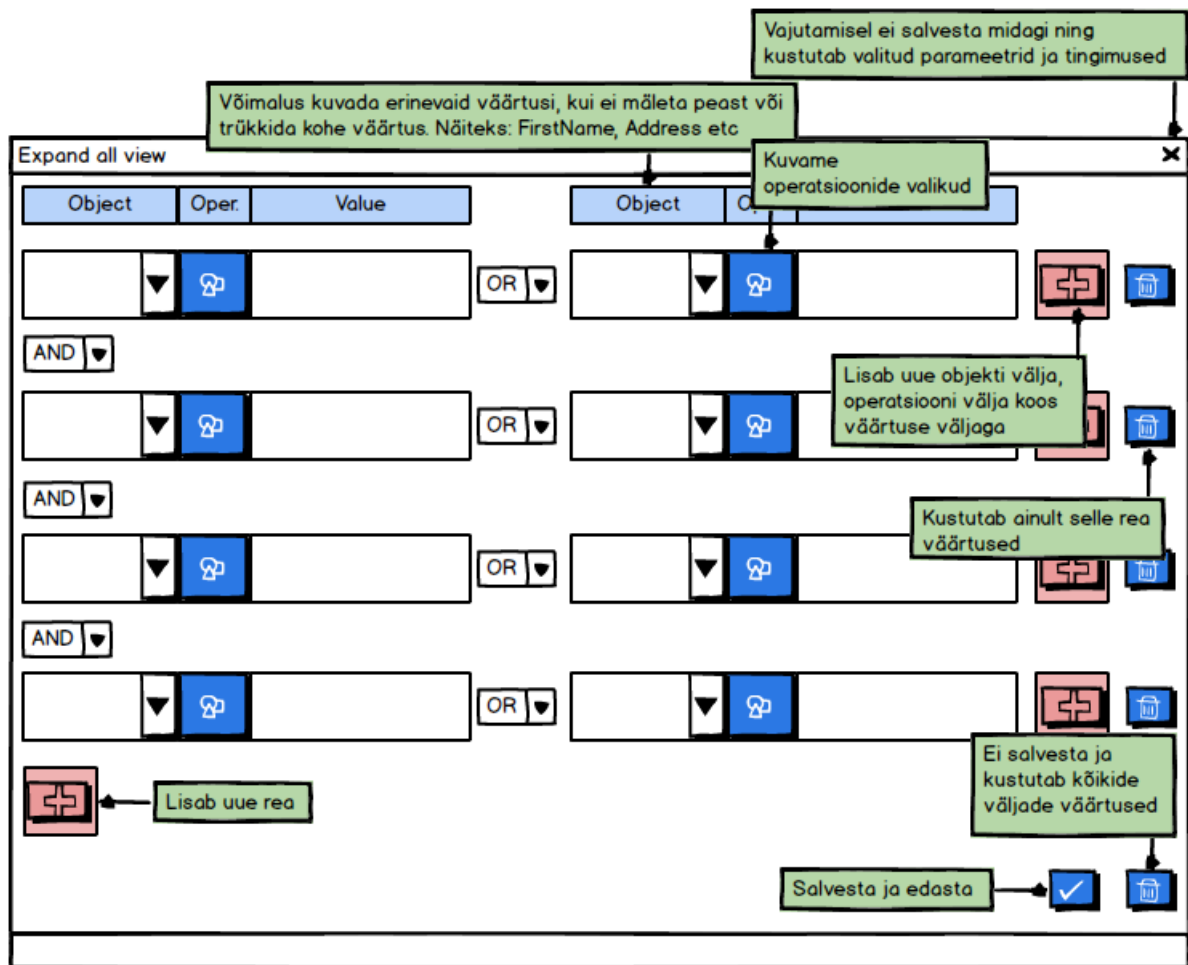 Vajutamisel ei salvesta midagi ning
kustutab valitud parameetrid ja tingimused
Võimalus kuvada erinevaid väärtusi, kui ei mäleta peast või
trükkida kohe väärtus. Näiteks: FirstName, Address etc
Expand all view
Kuvame
operatsioonide valikud
Object Oper. Value Object
OR
AND
Lisab uue objekti välja,
operatsiooni välja koos
väärtuse väljaga
OR
AND
Kustutab ainult selle rea
väärtused
OR
AND
OR
Ei salvesta ja
kustutab kõikide
väljade väärtused
Lisab uue rea
Salvesta ja edasta